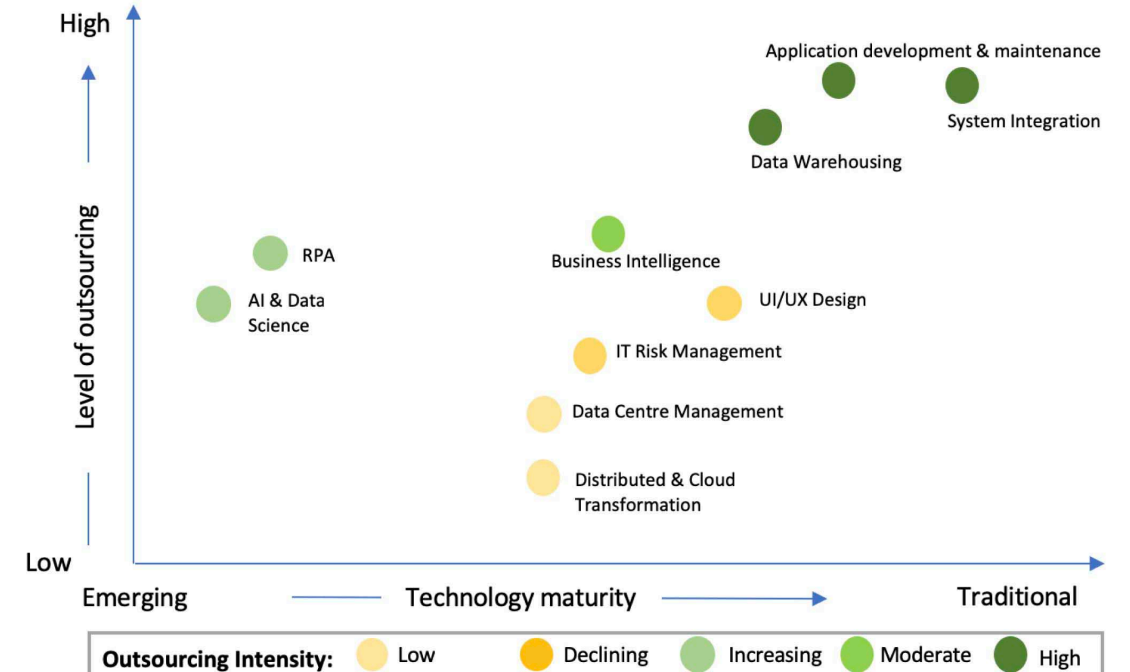 High
Application development & maintenance
System Integration
Data Warehousing
Level of outsourcing
RPA
Business Intelligence
AI & Data
Science
UI/UX Design
IT Risk Management
Data Centre Management
Distributed & Cloud
Transformation
Low
Emerging
Technology maturity
Traditional
Outsourcing Intensity: Low Declining Increasing Moderate High